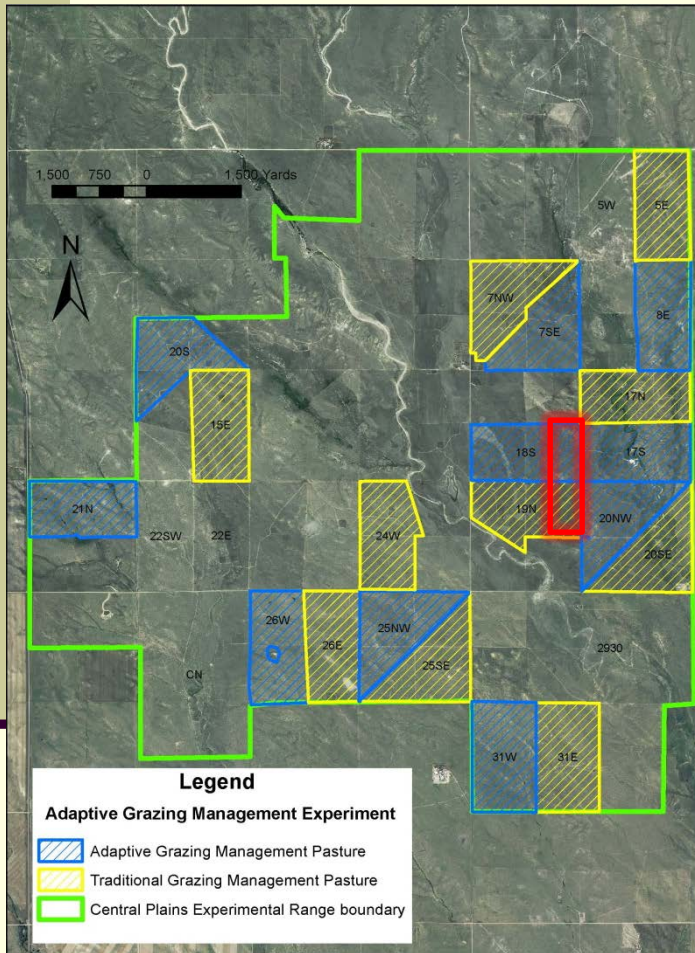 1,500 750 0 1,500 Yards
N
5W 5E
7NW 7SE 8E
20S
15E
17N
18S 17S
21N 22SW 22E 24W 19N 20NW 20SE
26W 26E 25NW 25SE
2930
CN
31W 31E
Legend
Adaptive Grazing Management Experiment
Adaptive Grazing Management Pasture
Traditional Grazing Management Pasture
Central Plains Experimental Range boundary